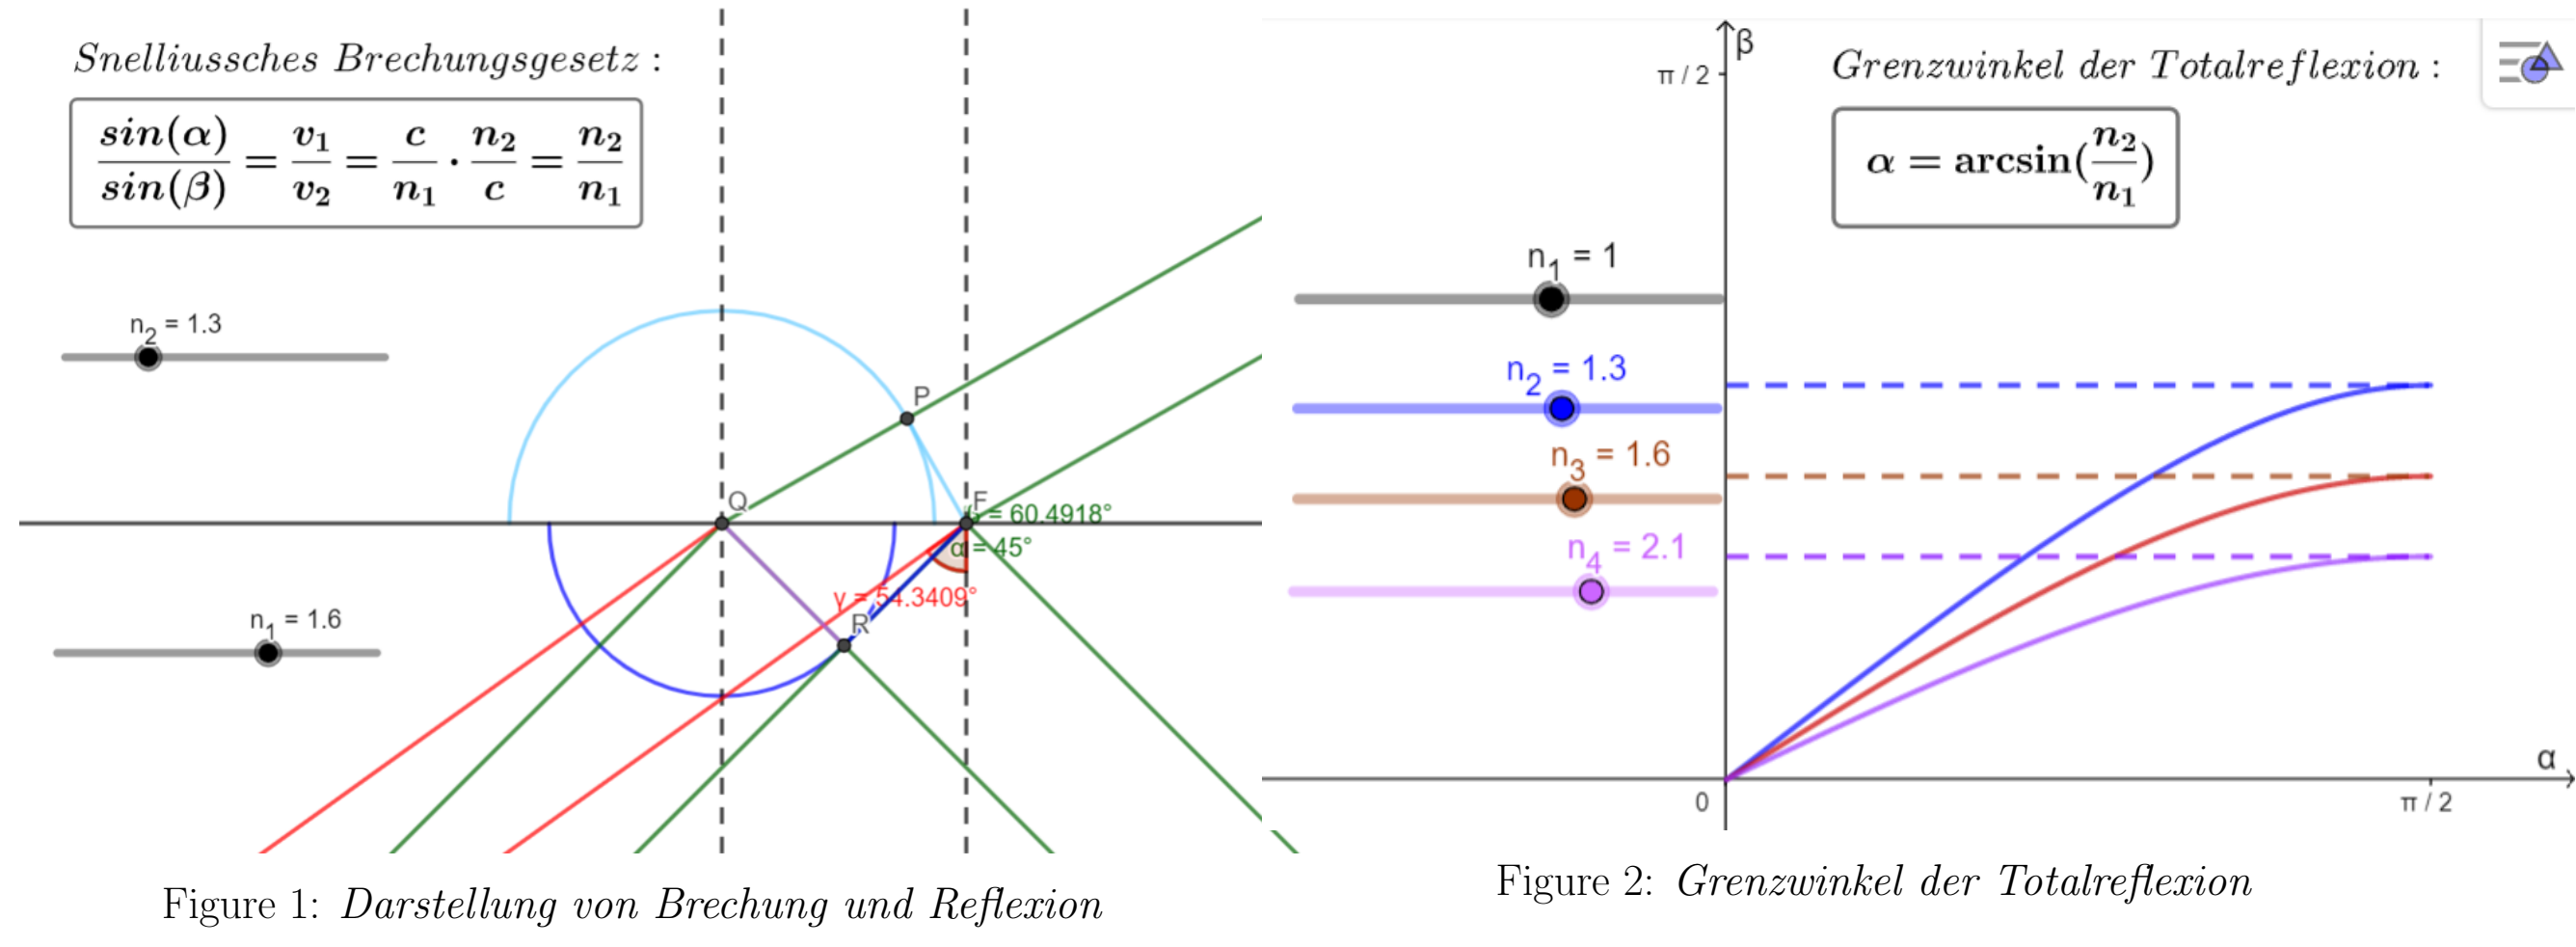 Snelliussches Brechungsgesetz :
sin(α)/sin(β) = v₁/v₂ = c/n₁ · n₂/c = n₂/n₁
n₂ = 1.3
P
Q
F
= 60.4918°
α = 45°
γ = 54.3409°
R
n₁ = 1.6
Figure 1: Darstellung von Brechung und Reflexion
β
π / 2
Grenzwinkel der Totalreflexion :
α = arcsin(n₂/n₁)
n₁ = 1
n₂ = 1.3
n₃ = 1.6
n₄ = 2.1
α
0
π / 2
Figure 2: Grenzwinkel der Totalreflexion